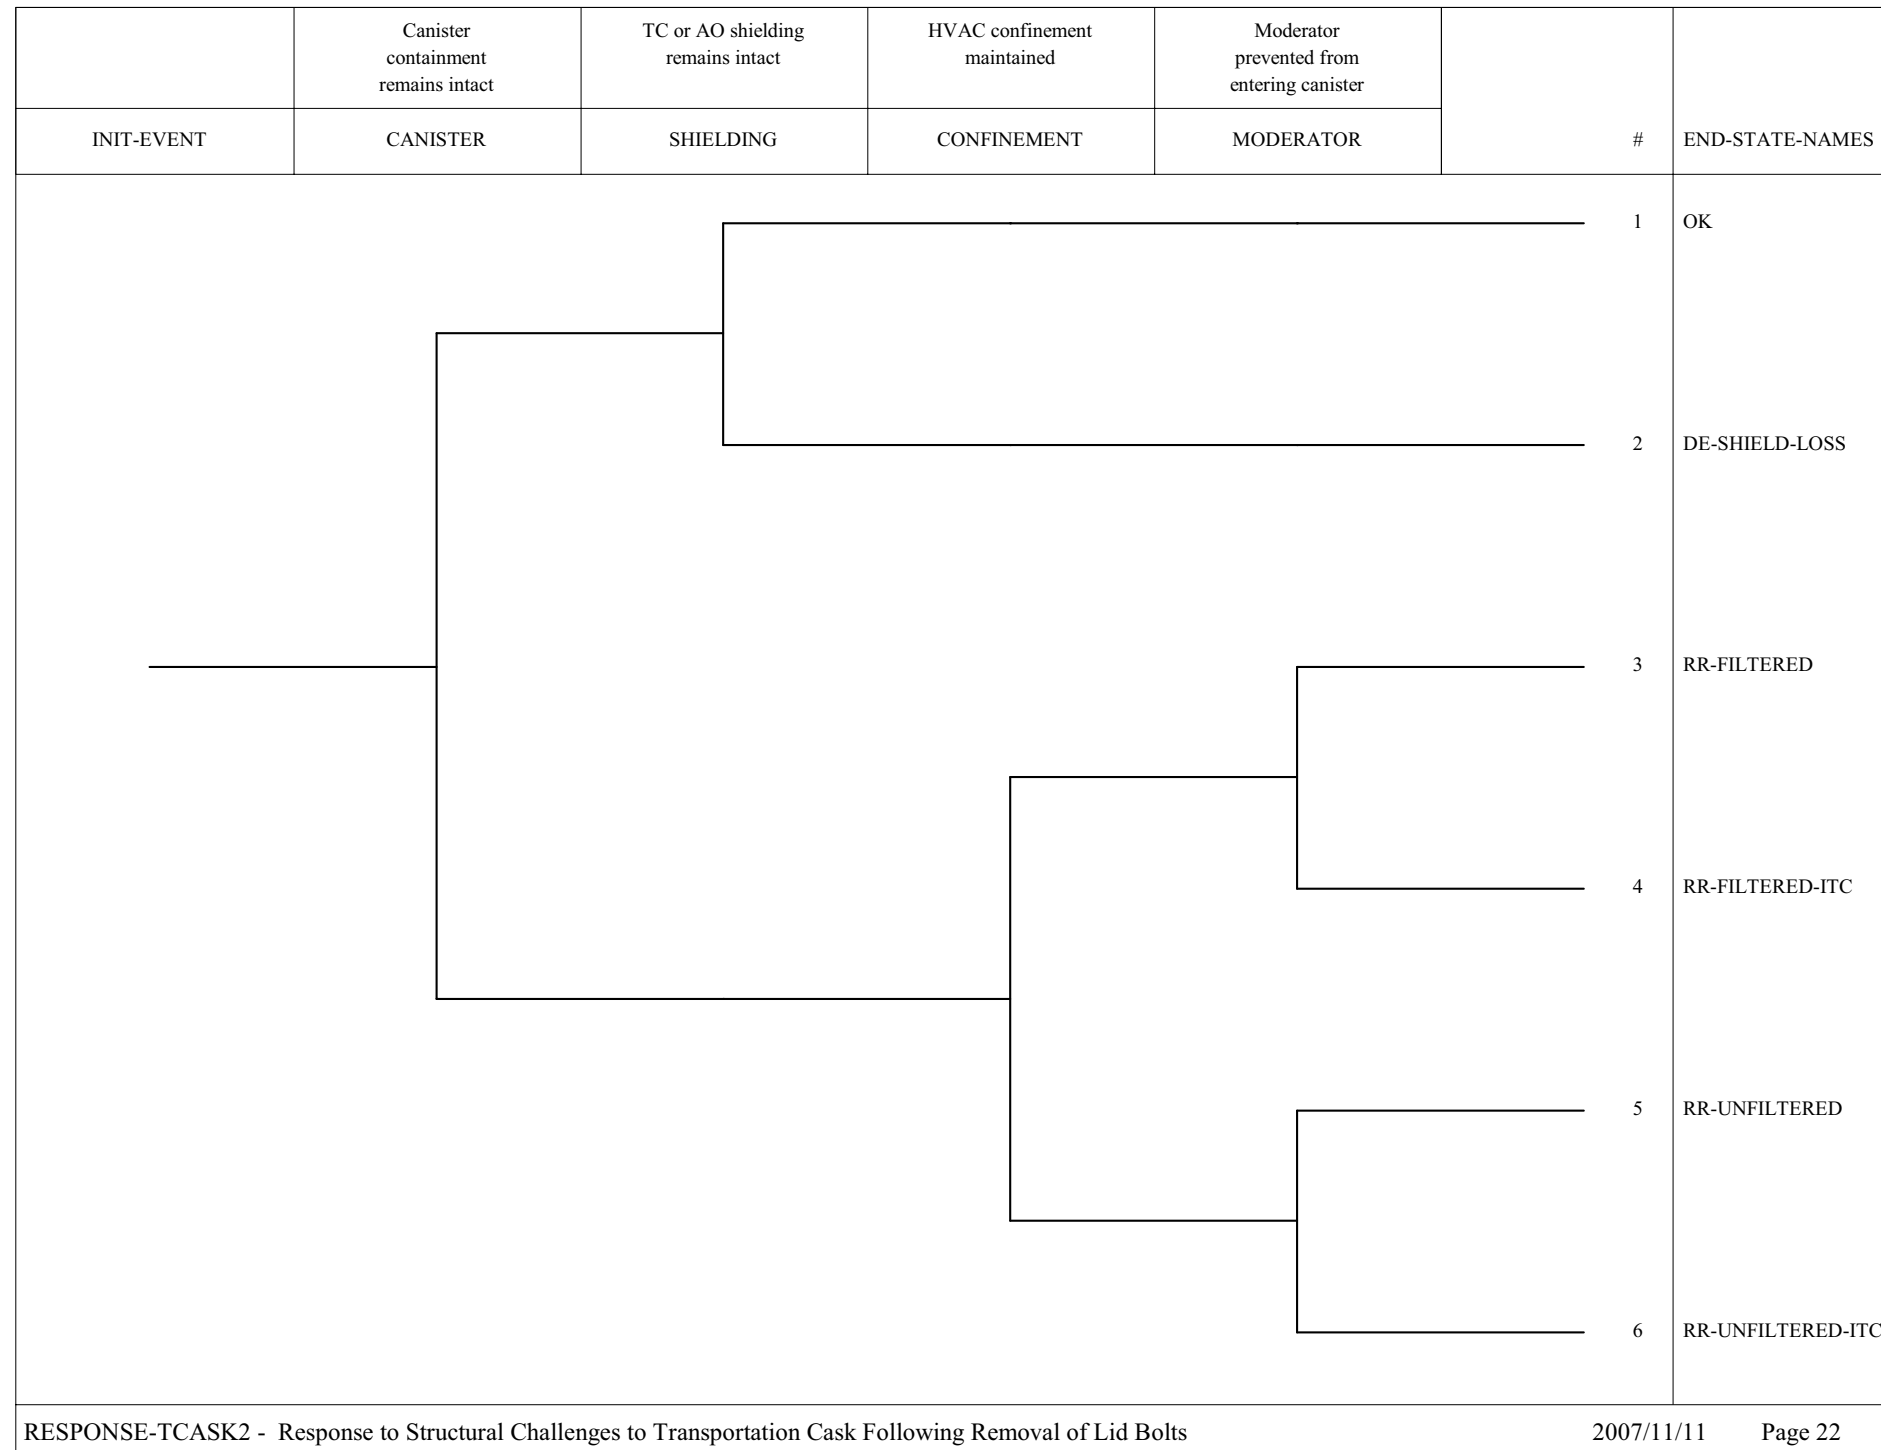 Canister
containment
remains intact
TC or AO shielding
remains intact
HVAC confinement
maintained
Moderator
prevented from
entering canister
INIT-EVENT
CANISTER
SHIELDING
CONFINEMENT
MODERATOR
#
END-STATE-NAMES
1 OK
2 DE-SHIELD-LOSS
3 RR-FILTERED
4 RR-FILTERED-ITC
5 RR-UNFILTERED
6 RR-UNFILTERED-ITC
RESPONSE-TCASK2 - Response to Structural Challenges to Transportation Cask Following Removal of Lid Bolts 2007/11/11 Page 22